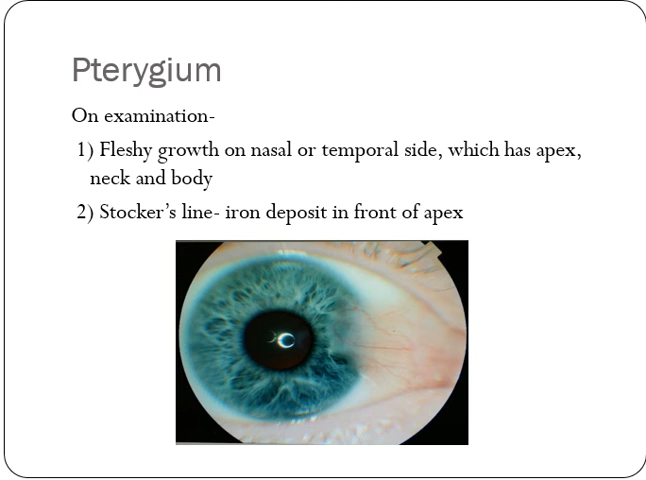 Pterygium
On examination-
1) Fleshy growth on nasal or temporal side, which has apex,
neck and body
2) Stocker's line- iron deposit in front of apex